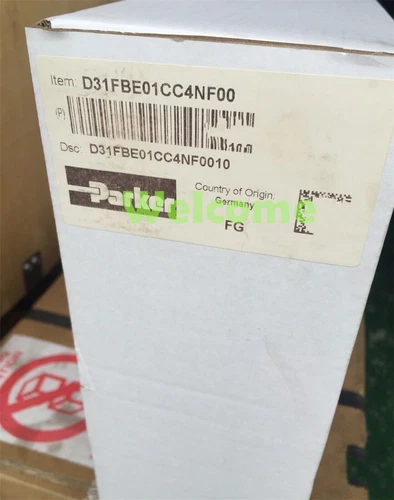 Item: D31FBE01CC4NF00
(P)
Dsc: D31FBE01CC4NF0010
Parker
Country of Origin:
Germany
Welcome
FG